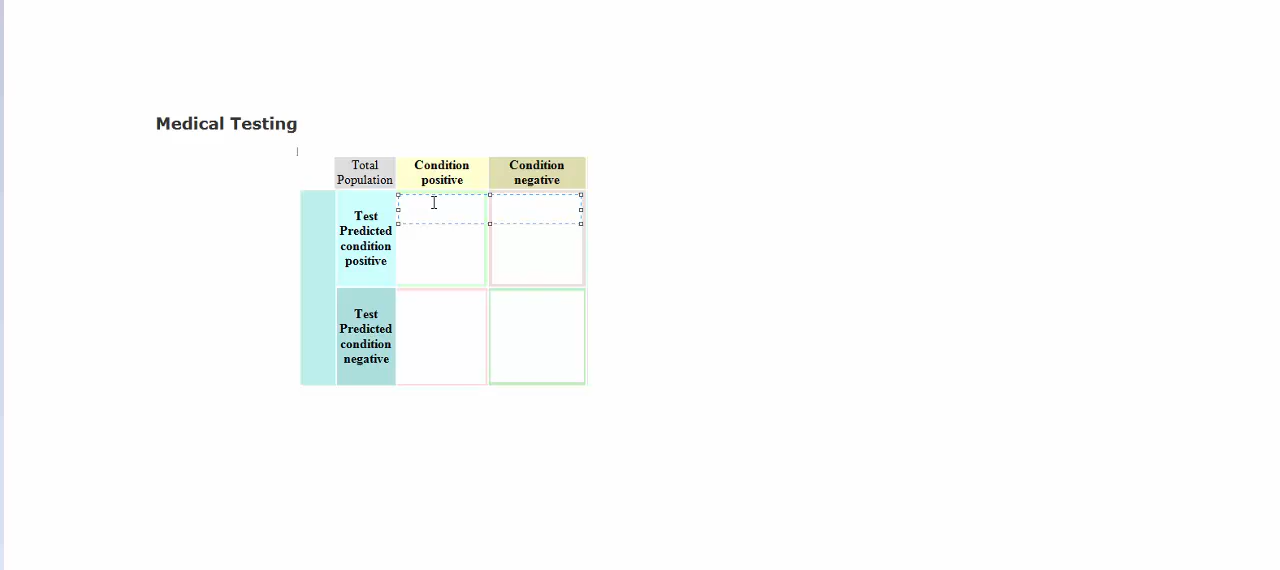 Medical Testing
Total
Population
Condition
positive
Condition
negative
Test
Predicted
condition
positive
Test
Predicted
condition
negative